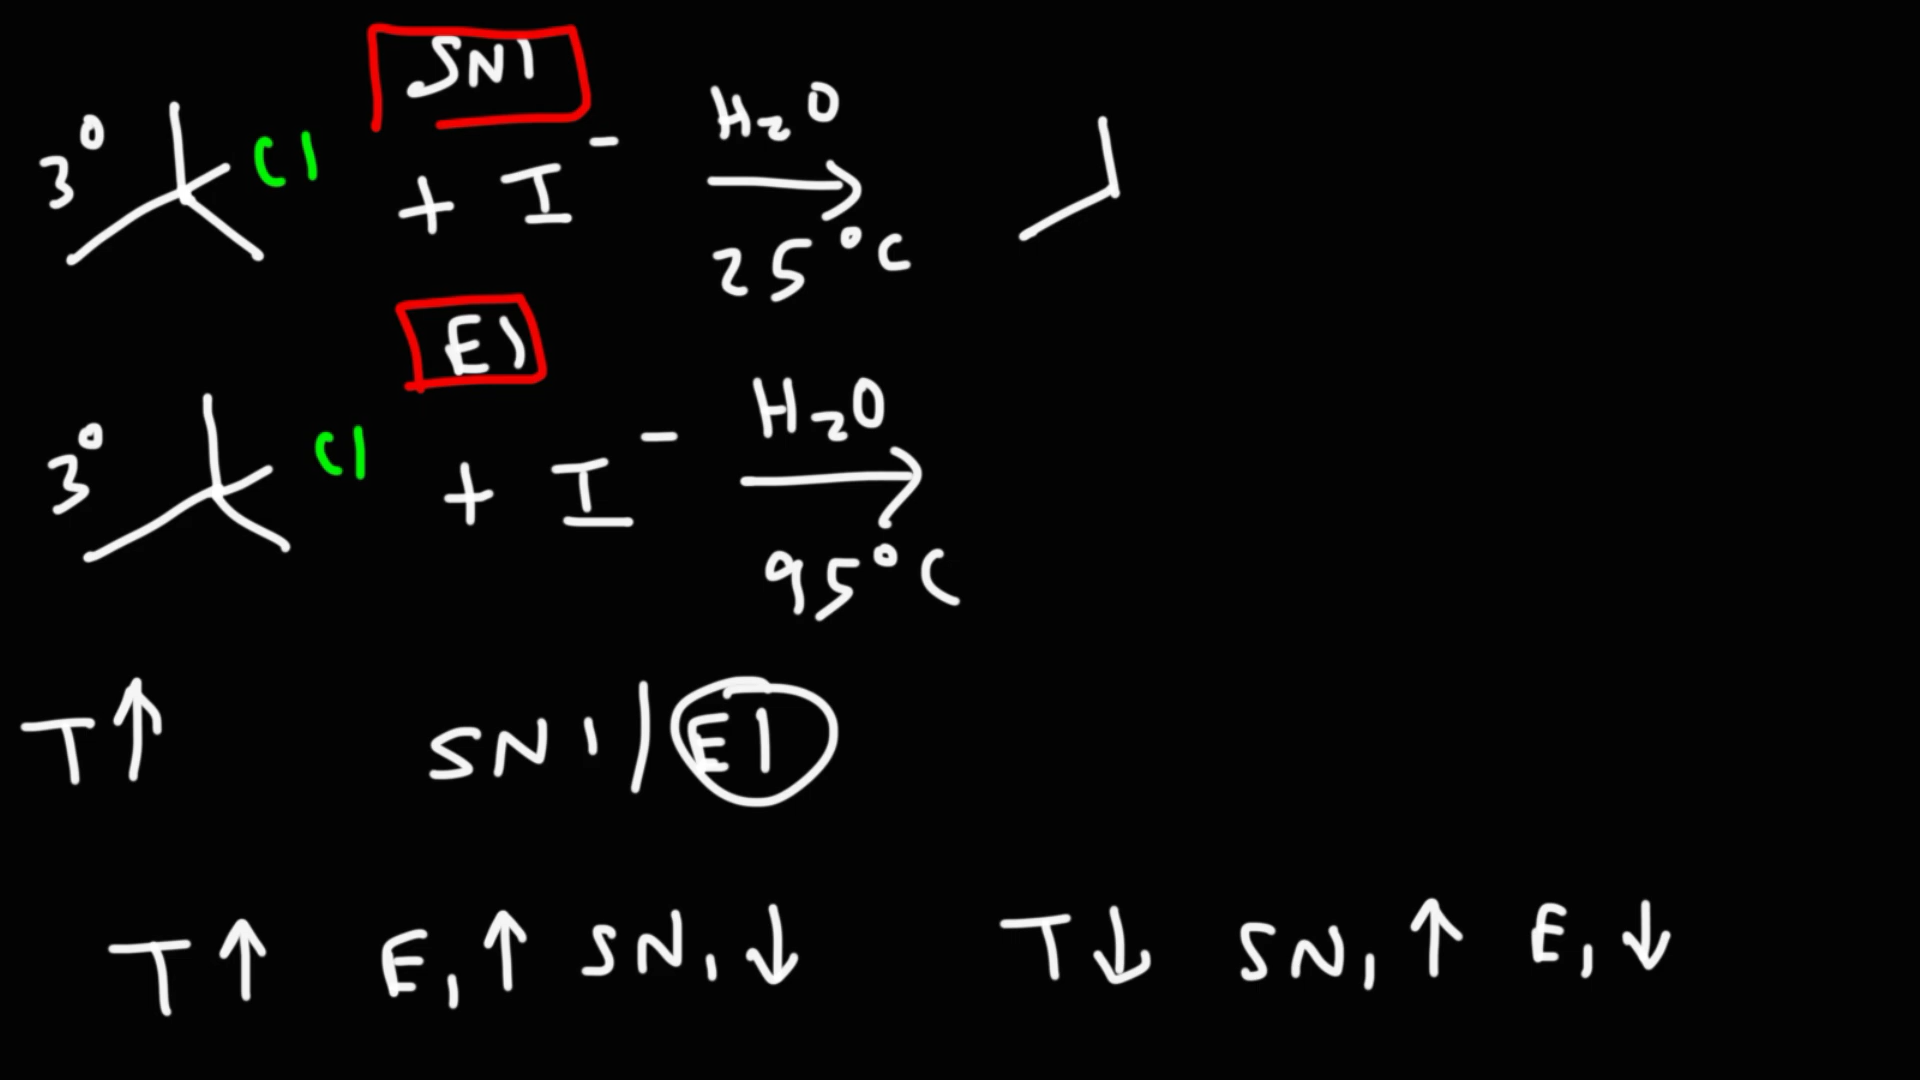 SN1
3° Cl + I⁻ H₂O 25°C
E1
3° Cl + I⁻ H₂O 95°C
T↑ SN1/E1
T↑ E₁↑ SN₁↓ T↓ SN₁↑ E₁↓